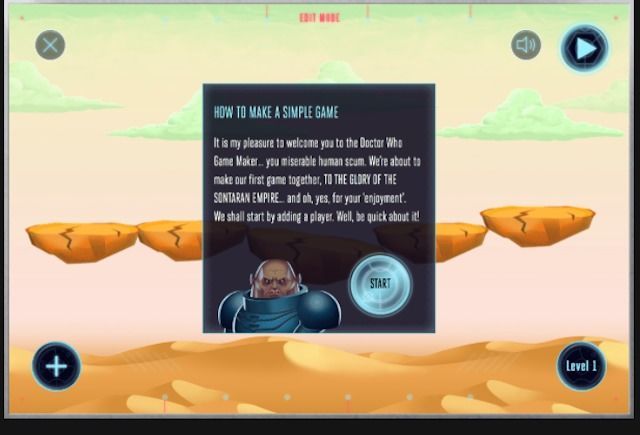 EDIT MODE
HOW TO MAKE A SIMPLE GAME
It is my pleasure to welcome you to the Doctor Who
Game Maker... you miserable human scum. We're about to
make our first game together, TO THE GLORY OF THE
SONTARAN EMPIRE... and oh, yes, for your 'enjoyment'.
We shall start by adding a player. Well, be quick about it!
START
Level 1